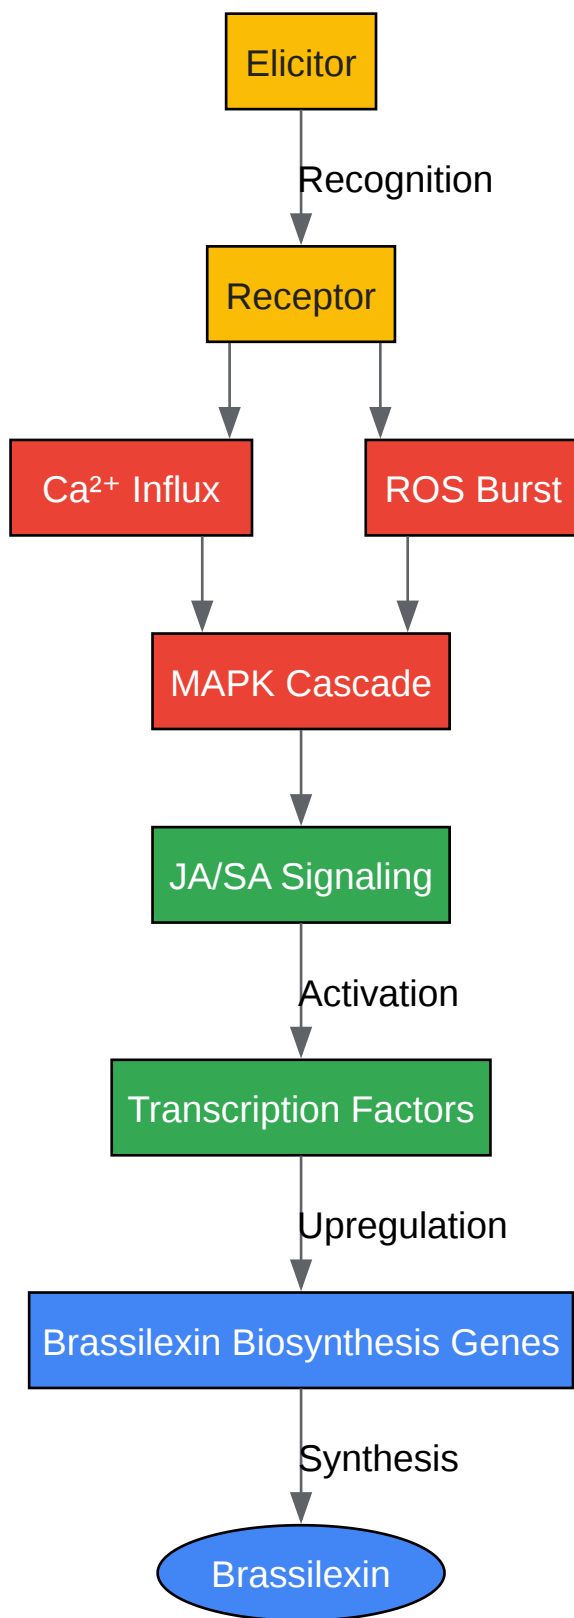 Elicitor
Recognition
Receptor
Ca²⁺ Influx
ROS Burst
MAPK Cascade
JA/SA Signaling
Activation
Transcription Factors
Upregulation
Brassilexin Biosynthesis Genes
Synthesis
Brassilexin